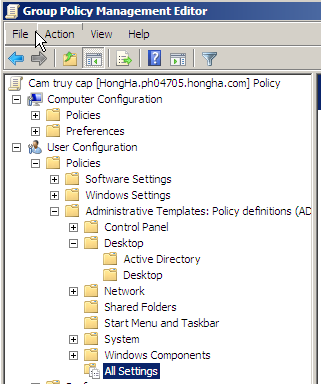 Group Policy Management Editor
File Action View Help
Cam truy cap [HongHa.ph04705.hongha.com] Policy
Computer Configuration
Policies
Preferences
User Configuration
Policies
Software Settings
Windows Settings
Administrative Templates: Policy definitions (AD
Control Panel
Desktop
Active Directory
Desktop
Network
Shared Folders
Start Menu and Taskbar
System
Windows Components
All Settings